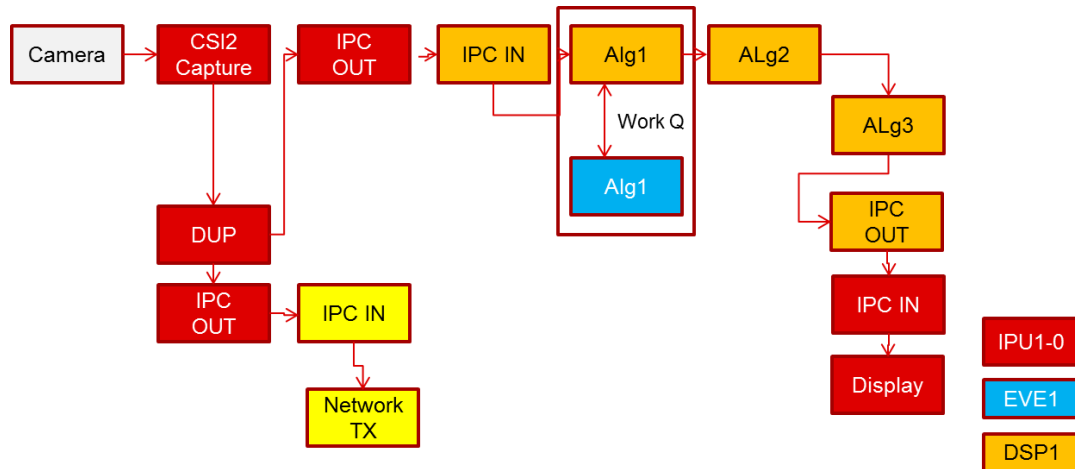 Camera
CSI2
Capture
IPC
OUT
IPC IN
Alg1
ALg2
Work Q
ALg3
Alg1
DUP
IPC
OUT
IPC
OUT
IPC IN
IPC IN
Network
TX
Display
IPU1-0
EVE1
DSP1